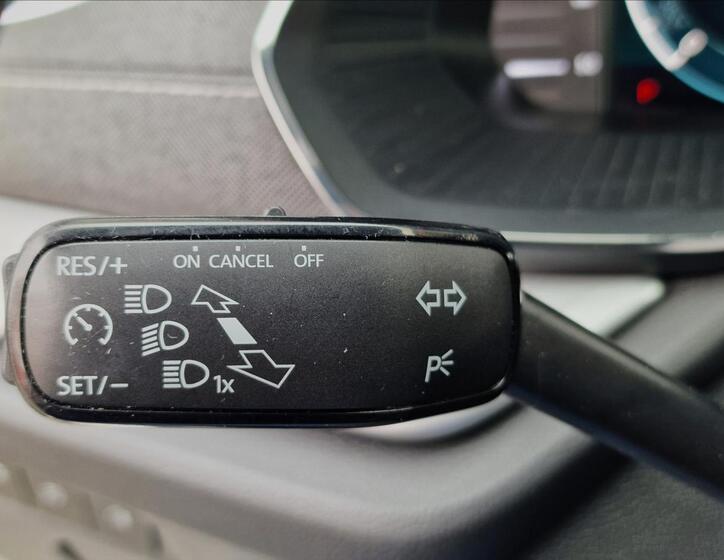 RES/+ ON CANCEL OFF
1x
SET/-
P